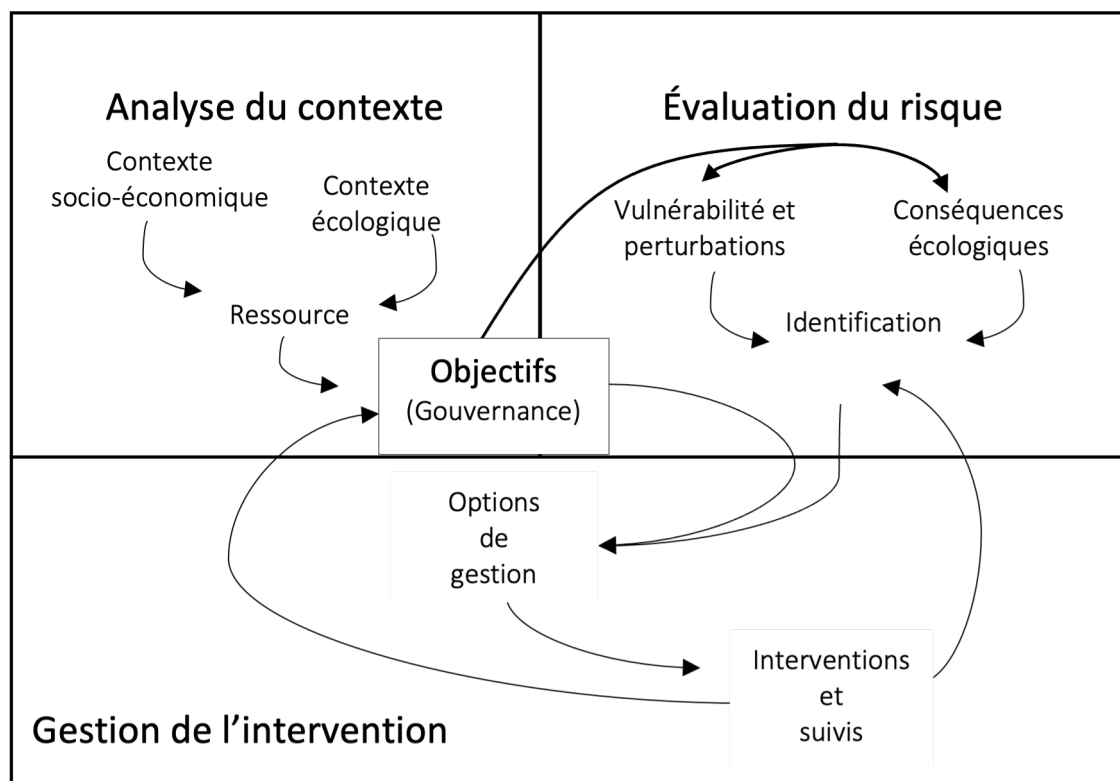 Analyse du contexte
Contexte
socio-économique
Contexte
écologique
Ressource
Objectifs
(Gouvernance)
Évaluation du risque
Vulnérabilité et
perturbations
Conséquences
écologiques
Identification
Options
de
gestion
Interventions
et
suivis
Gestion de l’intervention